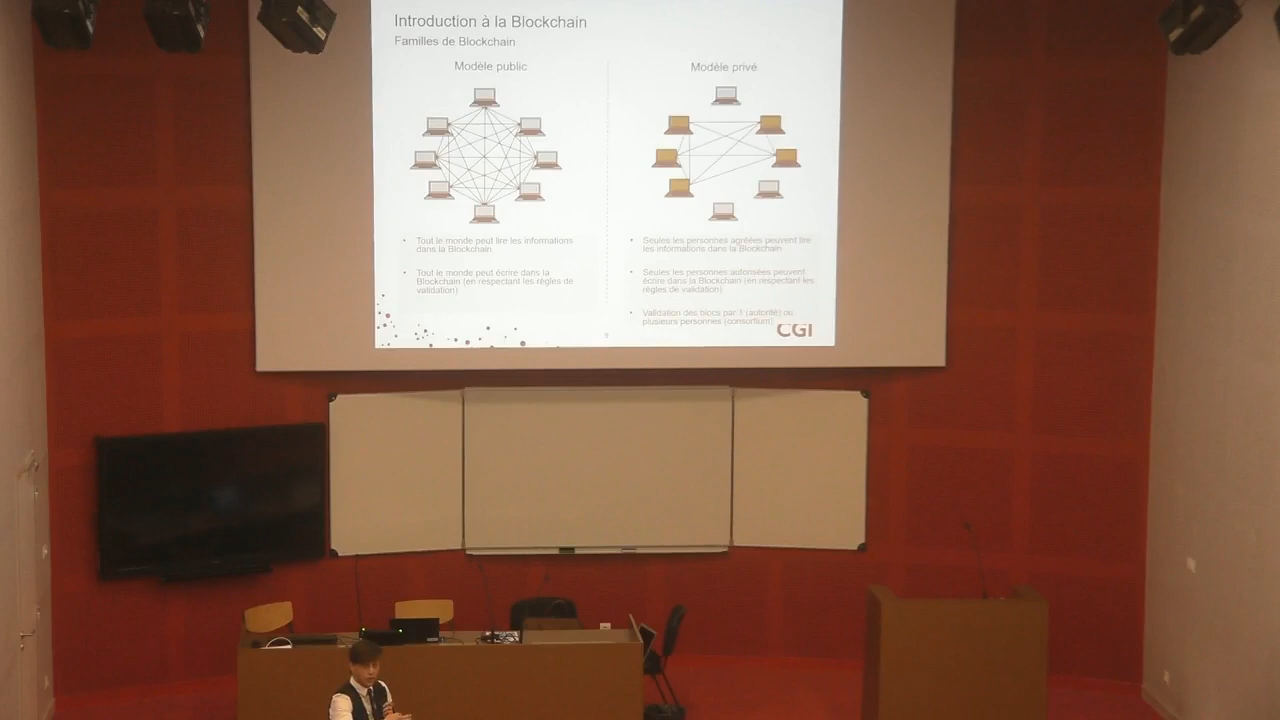 Introduction à la Blockchain
Familles de Blockchain
Modèle public
Tout le monde peut lire les informations
dans la Blockchain
Tout le monde peut écrire dans la
Blockchain (en respectant les règles de
validation)
Modèle privé
Seules les personnes agréées peuvent lire
les informations dans la Blockchain
Seules les personnes autorisées peuvent
écrire dans la Blockchain (en respectant les
règles de validation)
Validation des blocs par 1 (autorité) ou
plusieurs personnes (consortium)
CGI